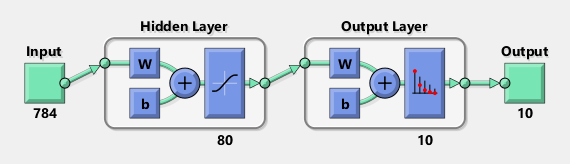 Hidden Layer
Output Layer
Input
Output
W
W
b
b
784
10
80
10